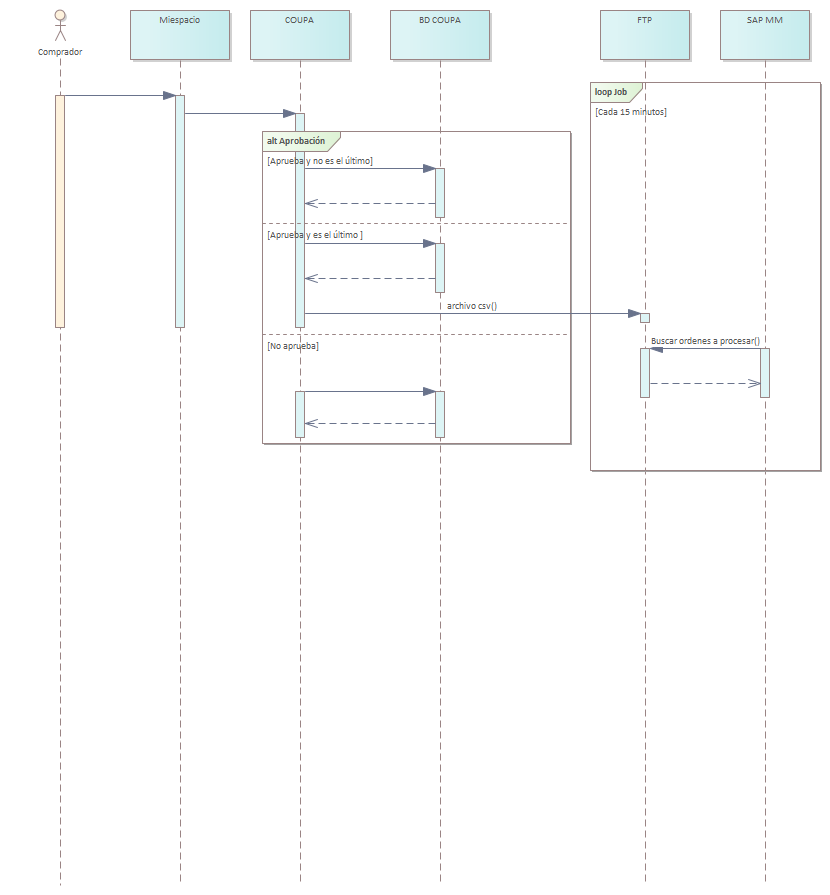 Comprador
Miespacio
COUPA
BD COUPA
FTP
SAP MM
loop Job
[Cada 15 minutos]
alt Aprobación
[Aprueba y no es el último]
[Aprueba y es el último ]
archivo csv()
Buscar ordenes a procesar()
[No aprueba]